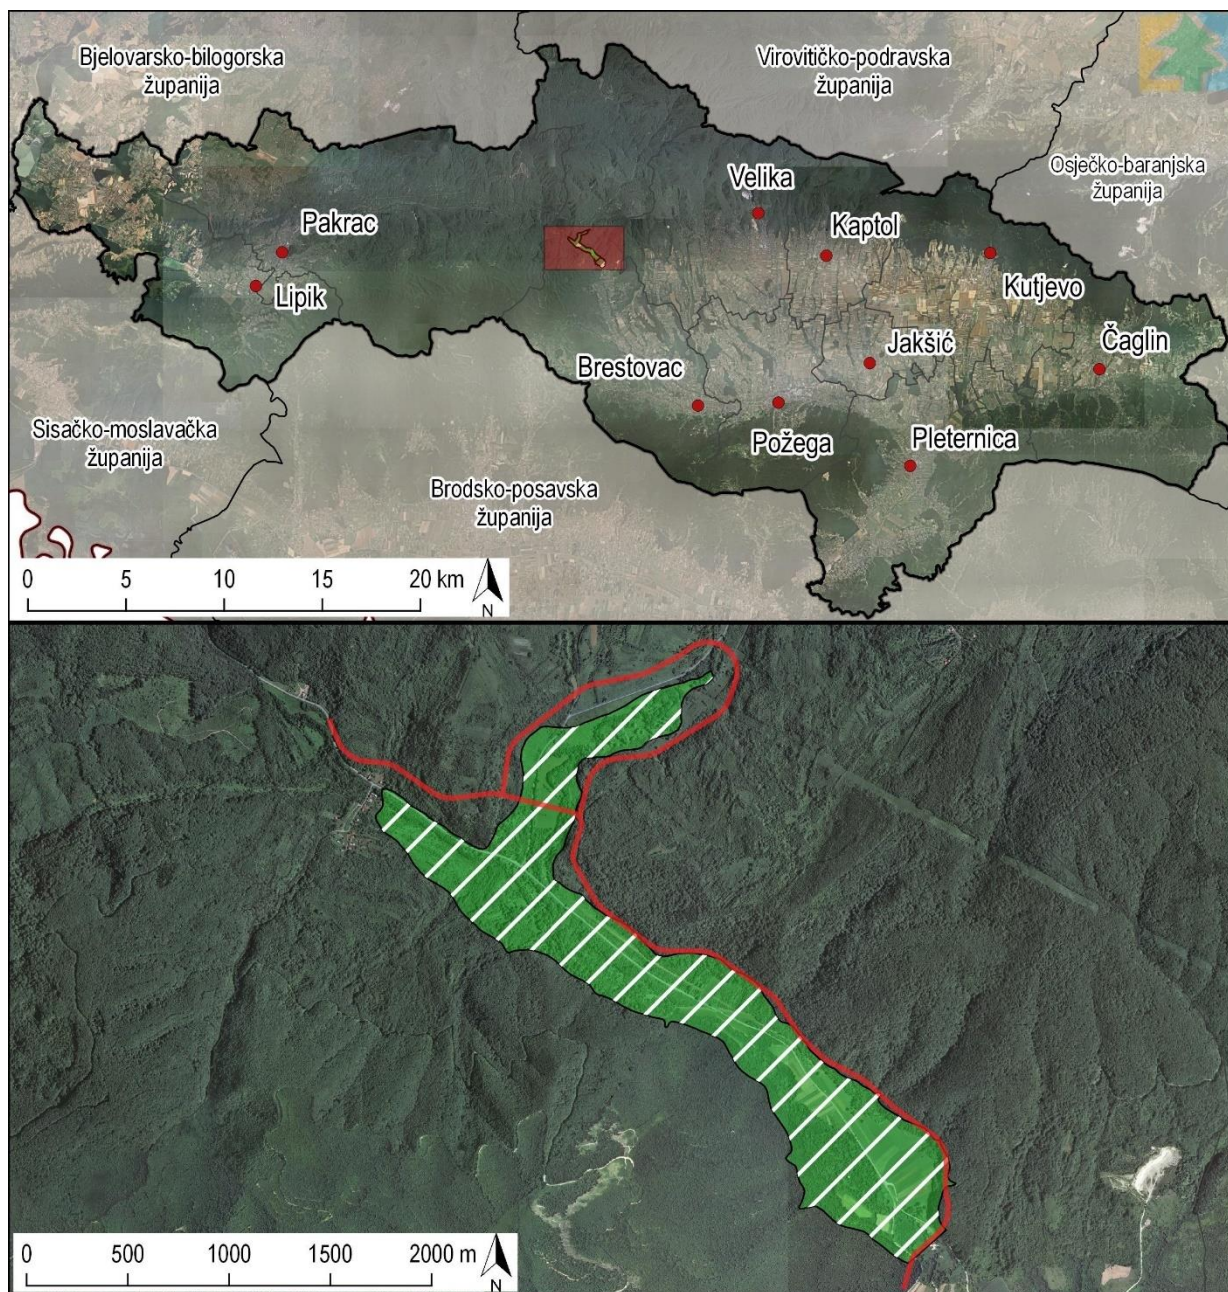 Bjelovarsko-bilogorska
županija
Virovitičko-podravska
županija
Osječko-baranjska
županija
Velika
Kaptol
Pakrac
Kutjevo
Lipik
Jakšić
Čaglin
Brestovac
Požega
Pleternica
Sisačko-moslavačka
županija
Brodsko-posavska
županija
0 5 10 15 20 km
N
0 500 1000 1500 2000 m
N